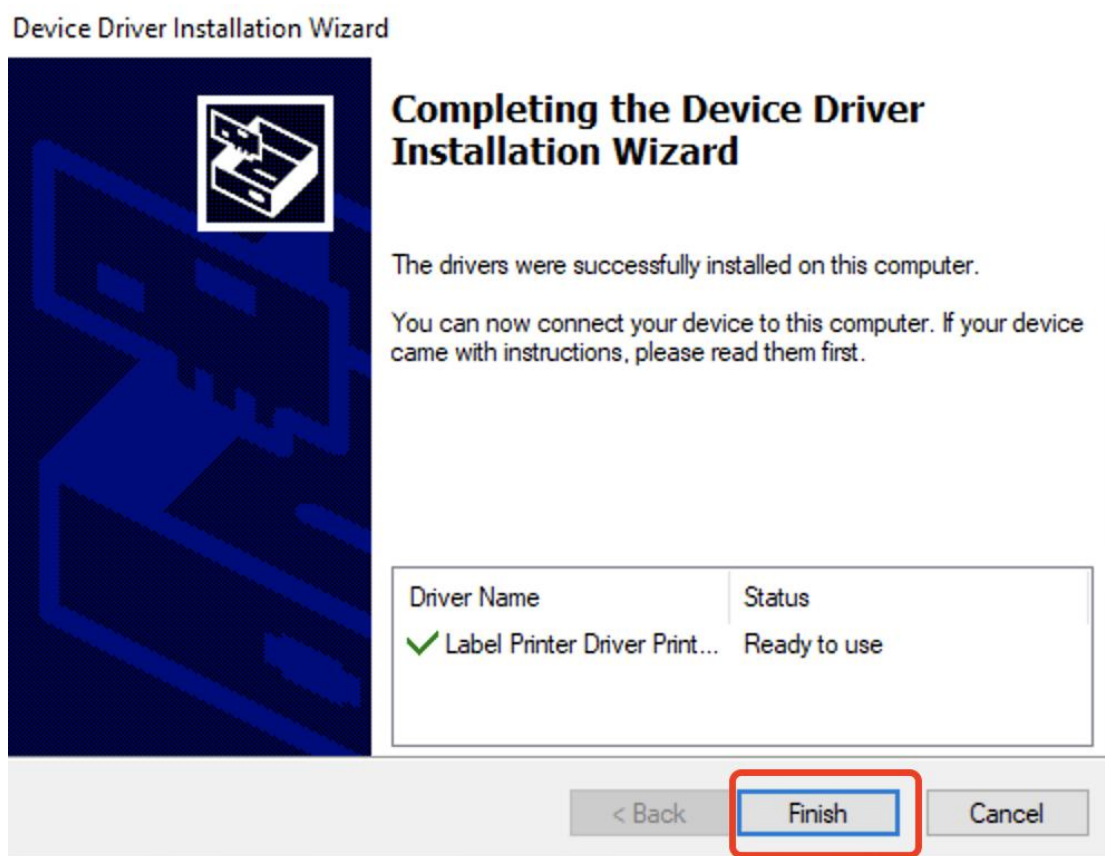 Device Driver Installation Wizard
Completing the Device Driver
Installation Wizard
The drivers were successfully installed on this computer.
You can now connect your device to this computer. If your device
came with instructions, please read them first.
Driver Name Status
Label Printer Driver Print... Ready to use
< Back Finish Cancel